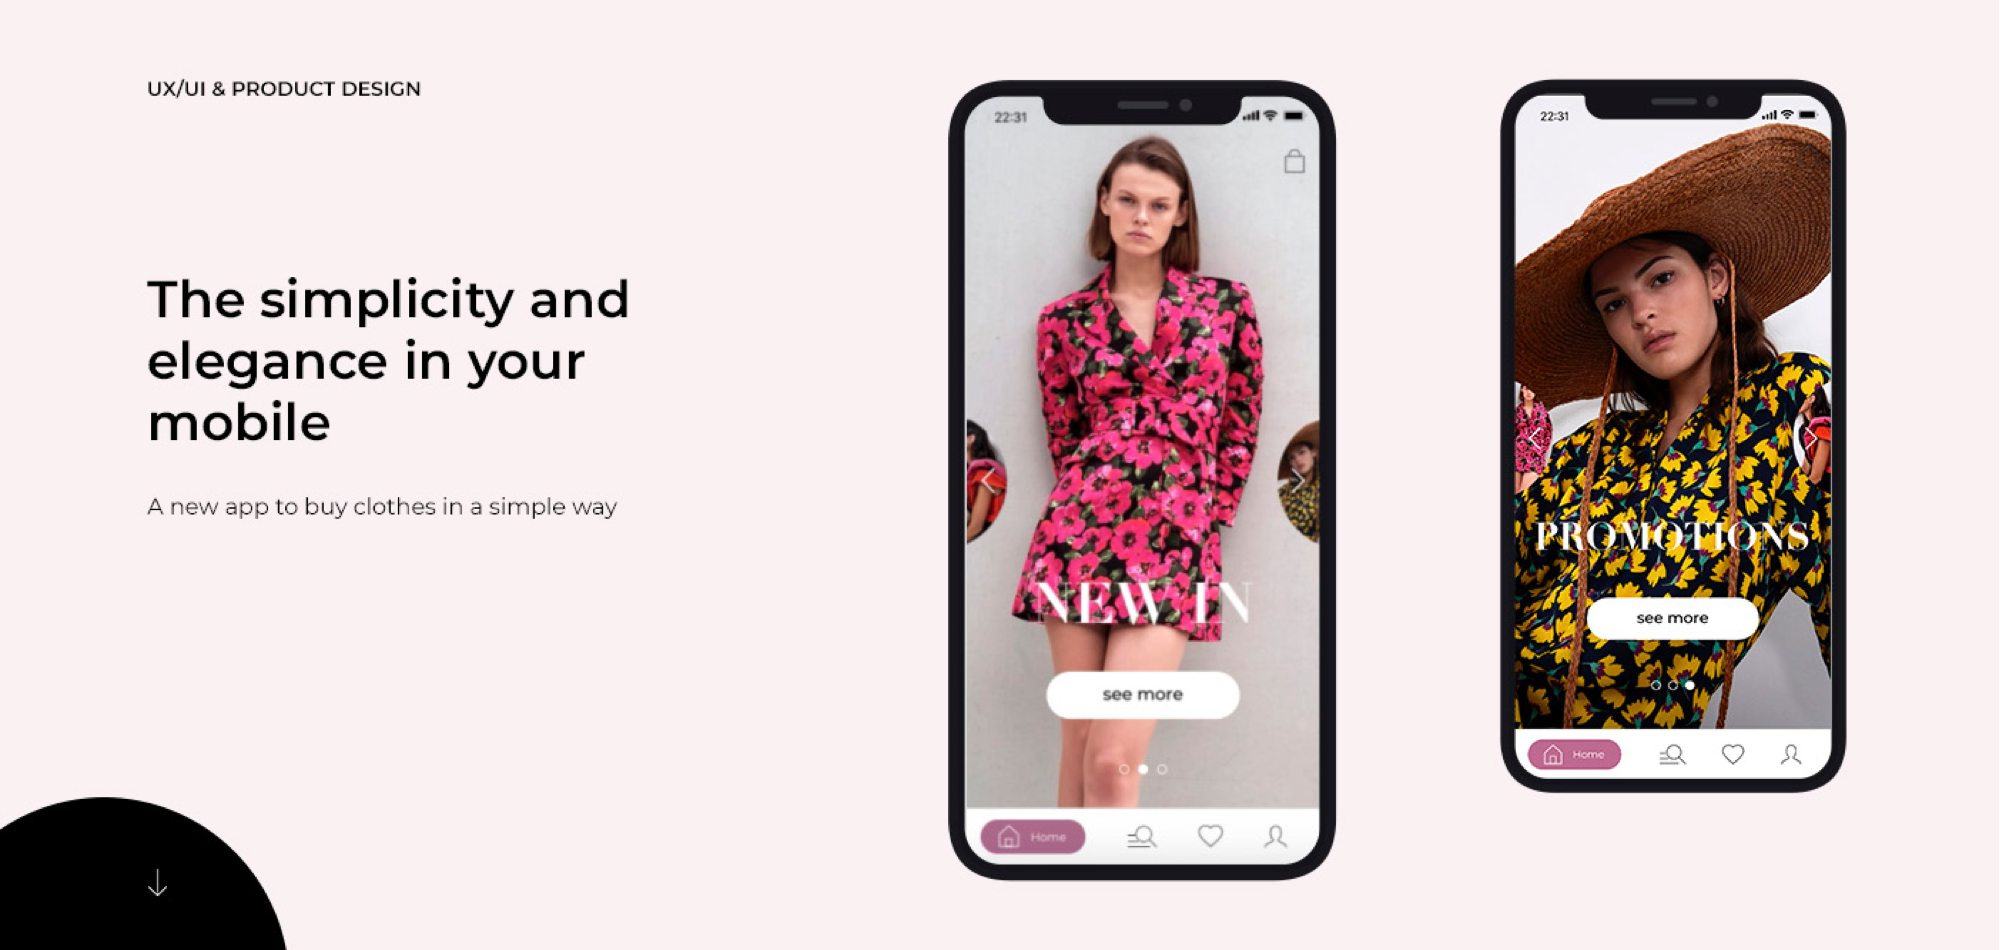 UX/UI & PRODUCT DESIGN
The simplicity and
elegance in your
mobile
A new app to buy clothes in a simple way
22:31
NEW IN
see more
Home
22:31
PROMOTIONS
see more
Home